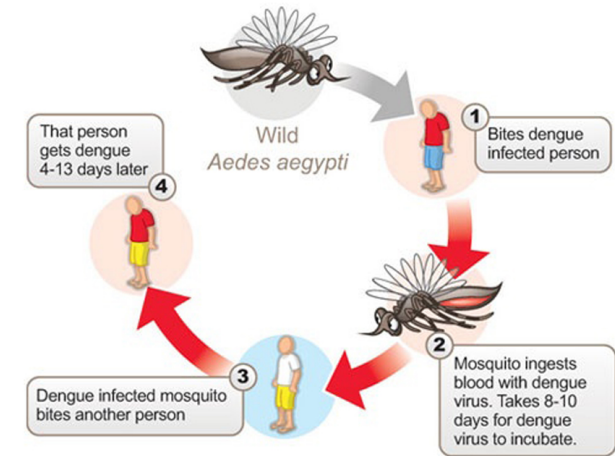 Wild
Aedes aegypti
1
Bites dengue
infected person
2
Mosquito ingests
blood with dengue
virus. Takes 8-10
days for dengue
virus to incubate.
3
Dengue infected mosquito
bites another person
That person
gets dengue
4-13 days later
4